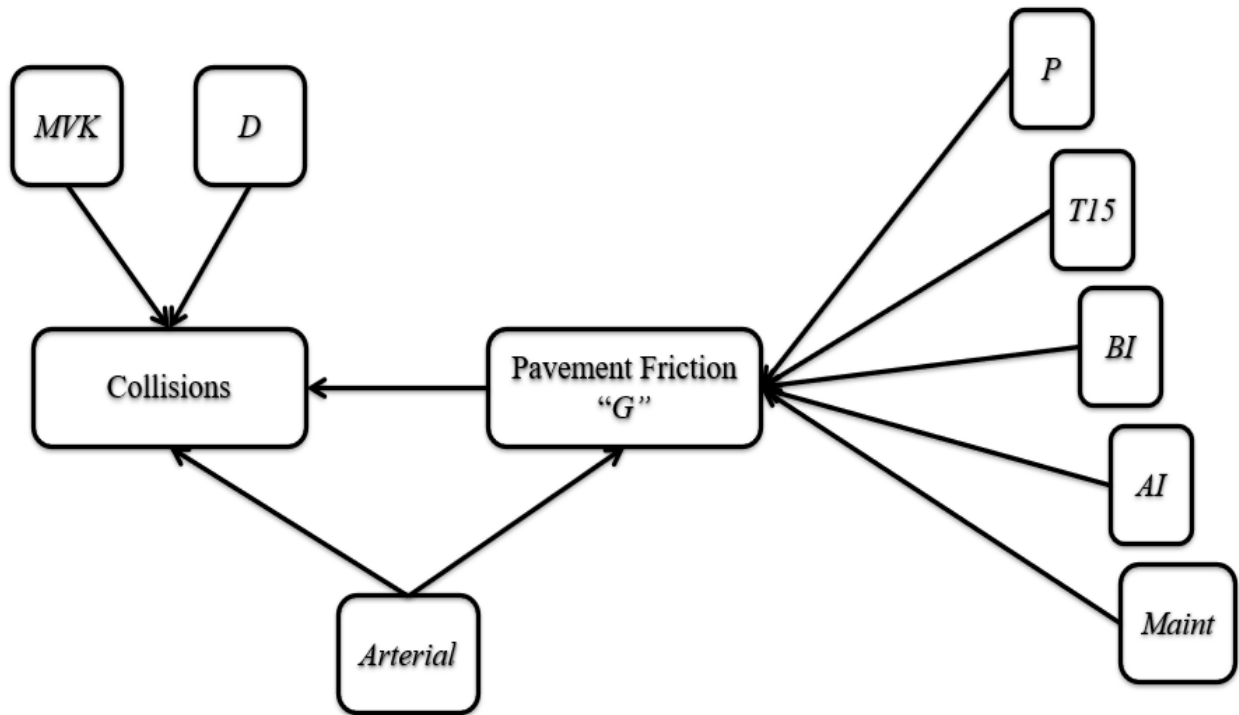 P
MVK
D
T15
BI
Collisions
Pavement Friction
“G”
AI
Maint
Arterial